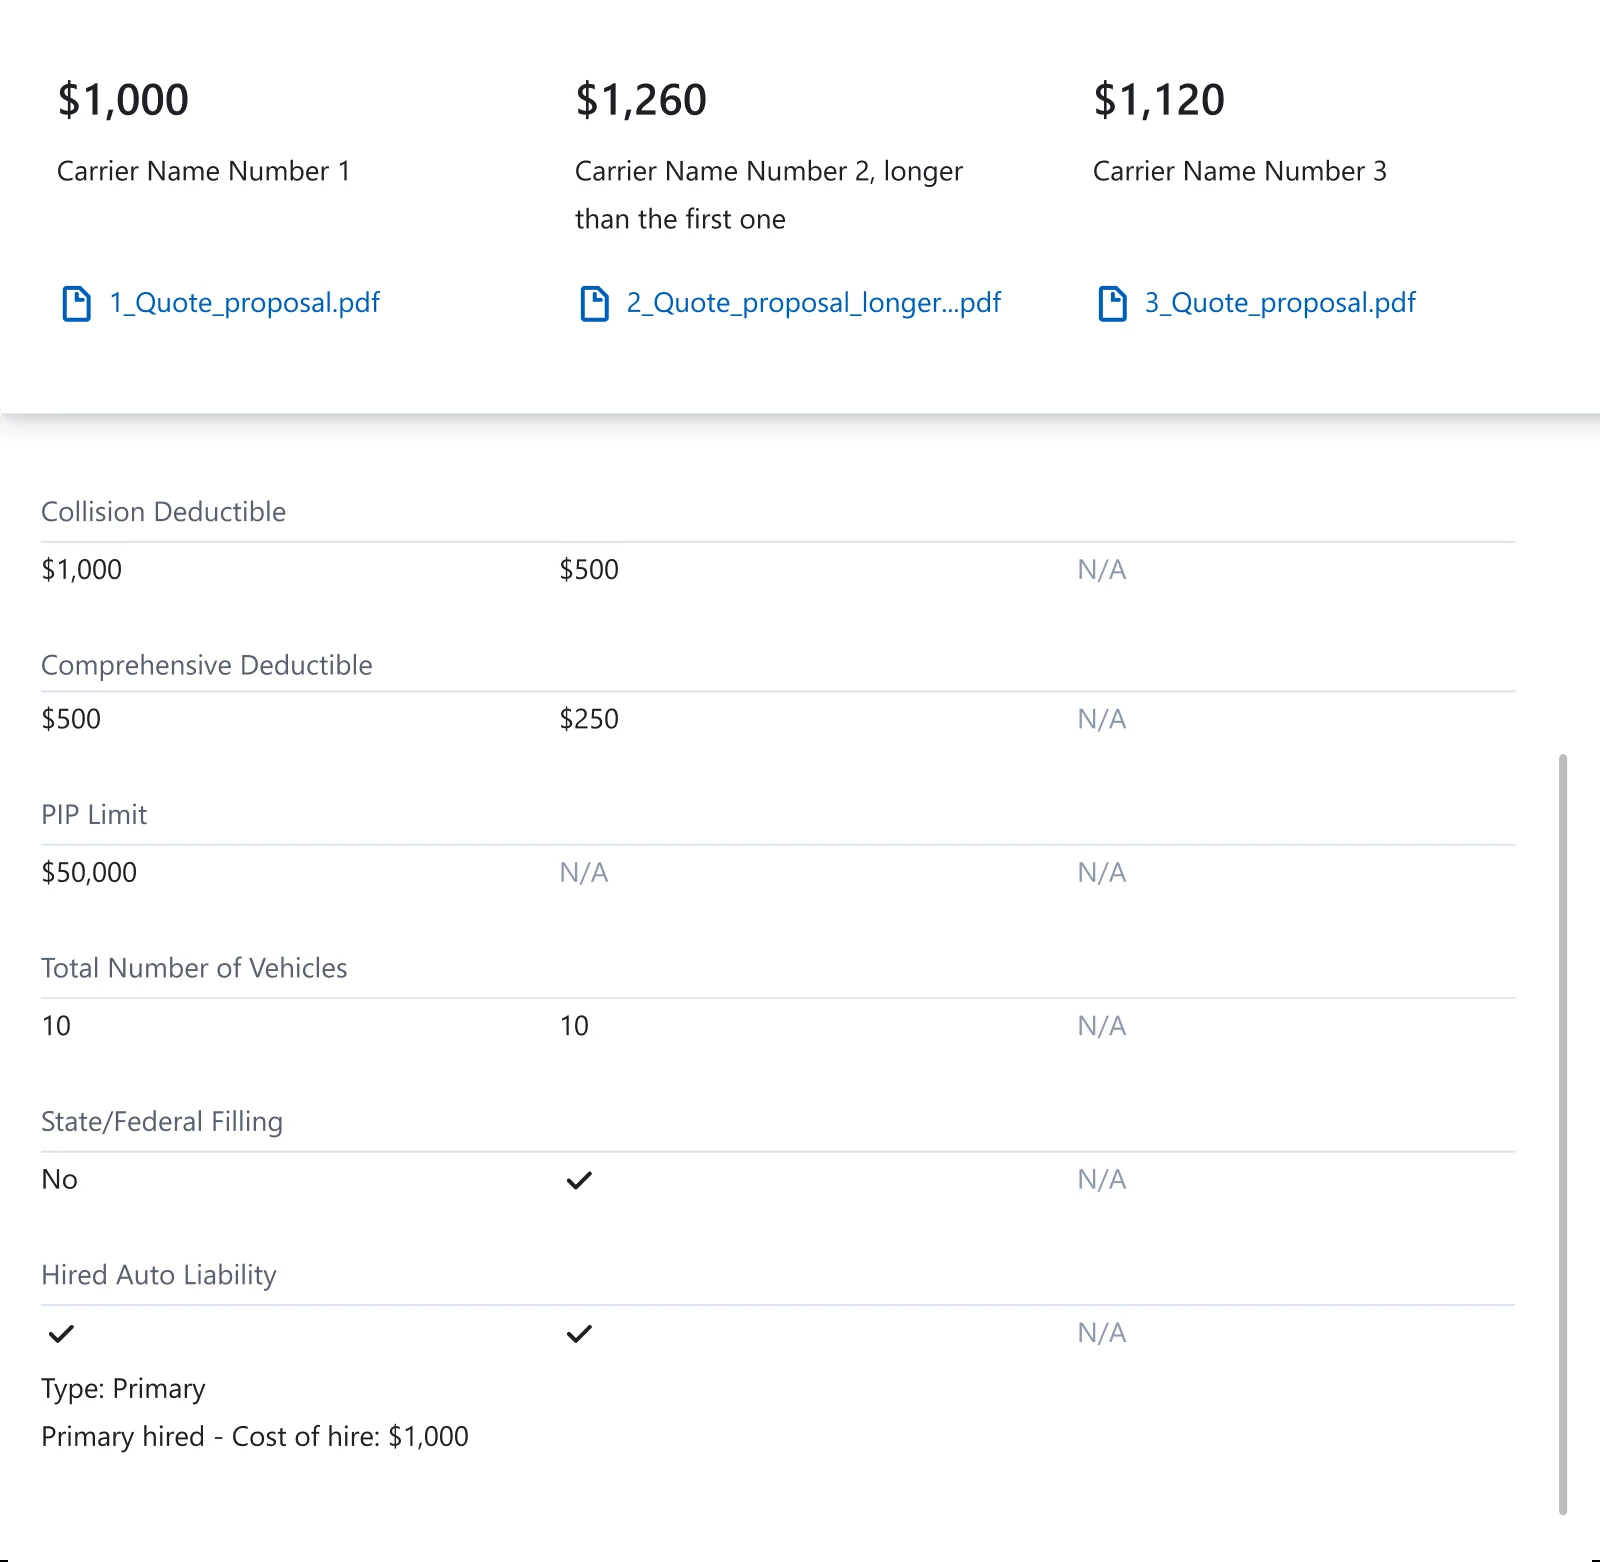 $1,000
$1,260
$1,120
Carrier Name Number 1
Carrier Name Number 2, longer
than the first one
Carrier Name Number 3
1_Quote_proposal.pdf
2_Quote_proposal_longer...pdf
3_Quote_proposal.pdf
Collision Deductible
$1,000
$500
N/A
Comprehensive Deductible
$500
$250
N/A
PIP Limit
$50,000
N/A
N/A
Total Number of Vehicles
10
10
N/A
State/Federal Filling
No
N/A
Hired Auto Liability
N/A
Type: Primary
Primary hired - Cost of hire: $1,000